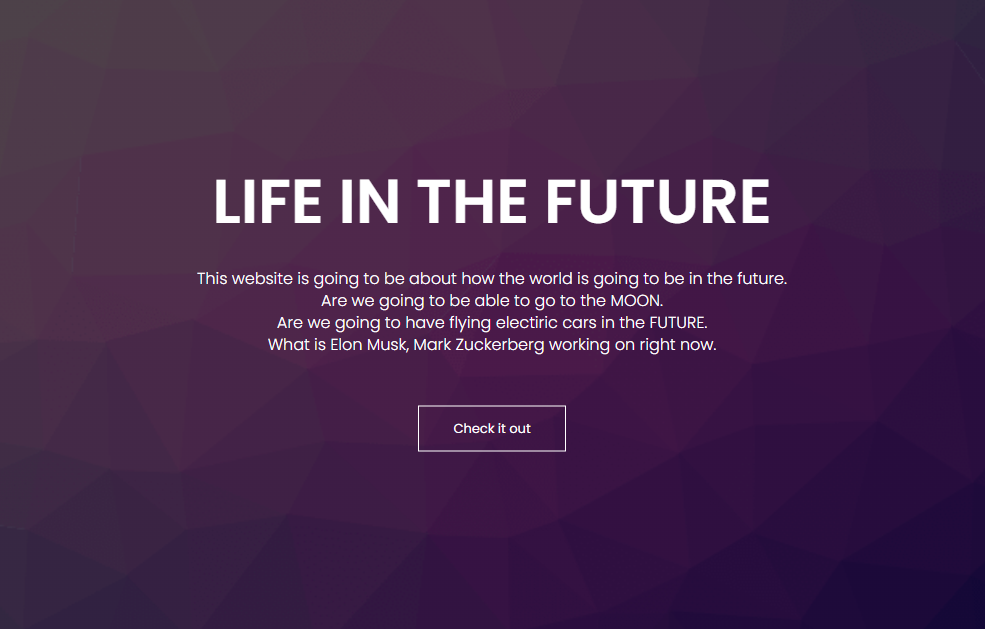 LIFE IN THE FUTURE
This website is going to be about how the world is going to be in the future.
Are we going to be able to go to the MOON.
Are we going to have flying electiric cars in the FUTURE.
What is Elon Musk, Mark Zuckerberg working on right now.
Check it out